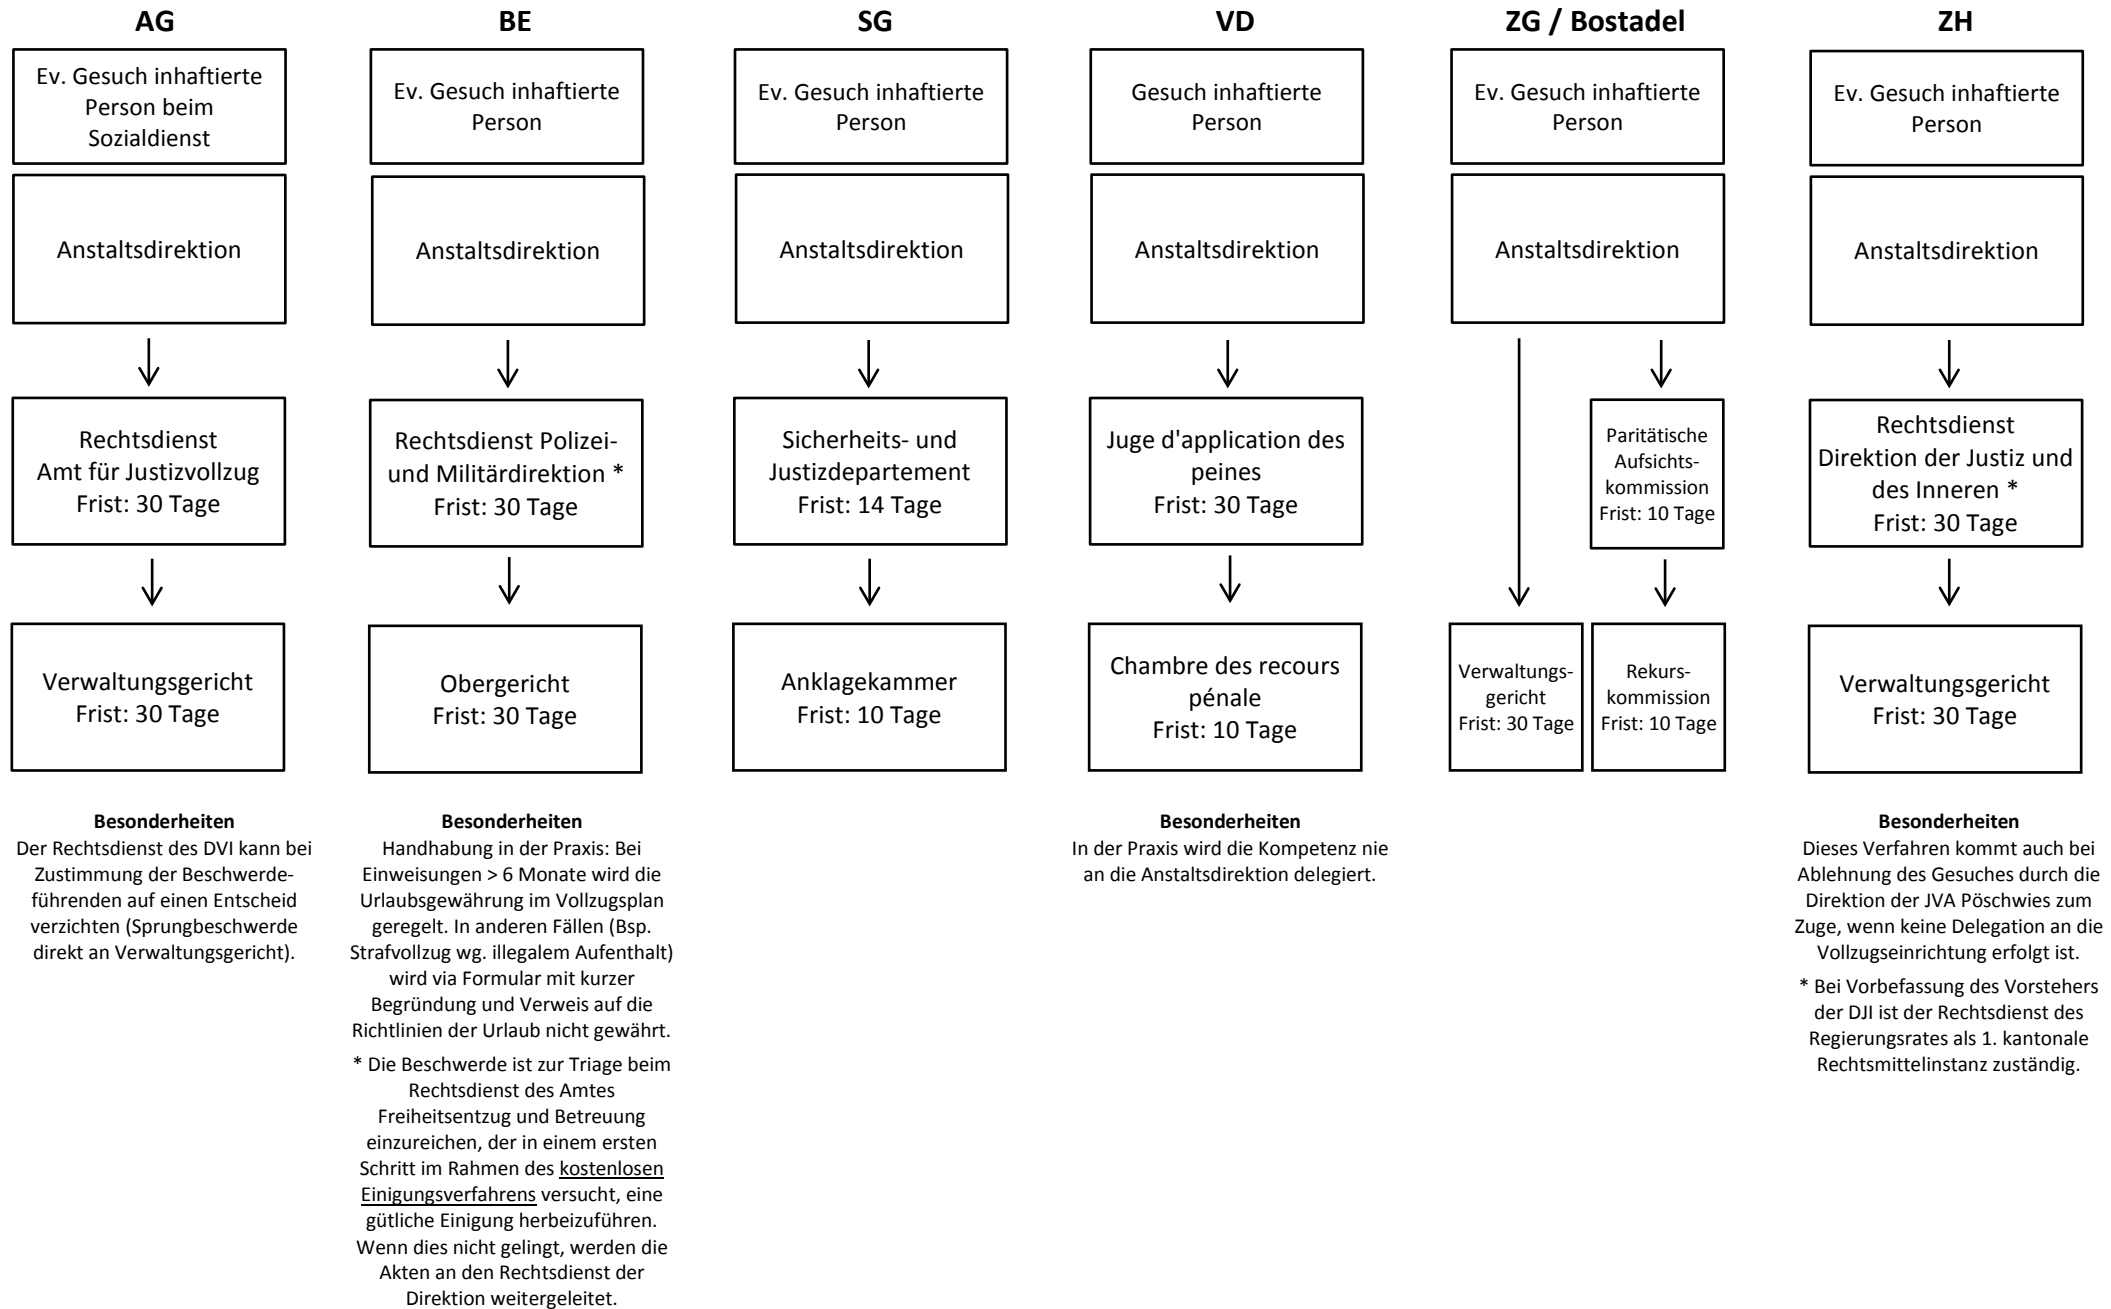 AG
Ev. Gesuch inhaftierte
Person beim
Sozialdienst
Anstaltsdirektion
Rechtsdienst
Amt für Justizvollzug
Frist: 30 Tage
Verwaltungsgericht
Frist: 30 Tage
Besonderheiten
Der Rechtsdienst des DVI kann bei
Zustimmung der Beschwerde-
führenden auf einen Entscheid
verzichten (Sprungbeschwerde
direkt an Verwaltungsgericht).
BE
Ev. Gesuch inhaftierte
Person
Anstaltsdirektion
Rechtsdienst Polizei-
und Militärdirektion *
Frist: 30 Tage
Obergericht
Frist: 30 Tage
Besonderheiten
Handhabung in der Praxis: Bei
Einweisungen > 6 Monate wird die
Urlaubsgewährung im Vollzugsplan
geregelt. In anderen Fällen (Bsp.
Strafvollzug wg. illegalem Aufenthalt)
wird via Formular mit kurzer
Begründung und Verweis auf die
Richtlinien der Urlaub nicht gewährt.
* Die Beschwerde ist zur Triage beim
Rechtsdienst des Amtes
Freiheitsentzug und Betreuung
einzureichen, der in einem ersten
Schritt im Rahmen des kostenlosen
Einigungsverfahrens versucht, eine
gütliche Einigung herbeizuführen.
Wenn dies nicht gelingt, werden die
Akten an den Rechtsdienst der
Direktion weitergeleitet.
SG
Ev. Gesuch inhaftierte
Person
Anstaltsdirektion
Sicherheits- und
Justizdepartement
Frist: 14 Tage
Anklagekammer
Frist: 10 Tage
VD
Gesuch inhaftierte
Person
Anstaltsdirektion
Juge d'application des
peines
Frist: 30 Tage
Chambre des recours
pénale
Frist: 10 Tage
Besonderheiten
In der Praxis wird die Kompetenz nie
an die Anstaltsdirektion delegiert.
ZG / Bostadel
Ev. Gesuch inhaftierte
Person
Anstaltsdirektion
Paritätische
Aufsichts-
kommission
Frist: 10 Tage
Verwaltungs-
gericht
Frist: 30 Tage
Rekurs-
kommission
Frist: 10 Tage
ZH
Ev. Gesuch inhaftierte
Person
Anstaltsdirektion
Rechtsdienst
Direktion der Justiz und
des Inneren *
Frist: 30 Tage
Verwaltungsgericht
Frist: 30 Tage
Besonderheiten
Dieses Verfahren kommt auch bei
Ablehnung des Gesuches durch die
Direktion der JVA Pöschwies zum
Zuge, wenn keine Delegation an die
Vollzugseinrichtung erfolgt ist.
* Bei Vorbefassung des Vorstehers
der DJI ist der Rechtsdienst des
Regierungsrates als 1. kantonale
Rechtsmittelinstanz zuständig.